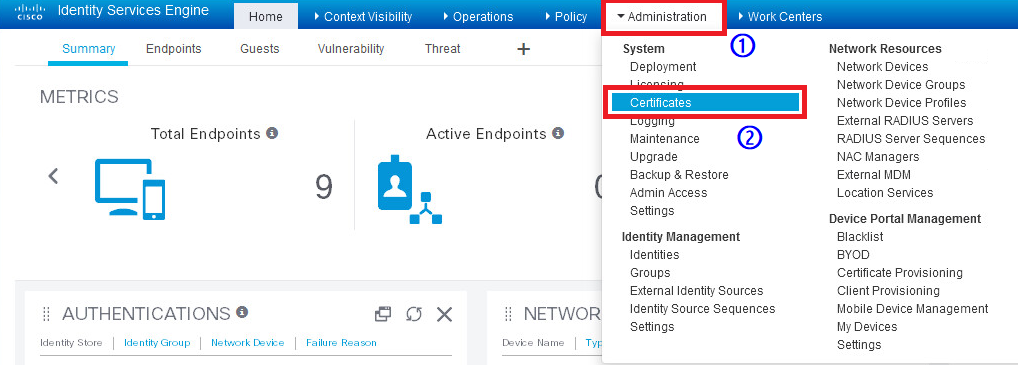 CISCO Identity Services Engine
Home
Context Visibility
Operations
Policy
Administration
Work Centers
Summary
Endpoints
Guests
Vulnerability
Threat
+
1
METRICS
Total Endpoints
9
Active Endpoints
System
Deployment
Licensing
Certificates
Logging
2
Maintenance
Upgrade
Backup & Restore
Admin Access
Settings
Identity Management
Identities
Groups
External Identity Sources
Identity Source Sequences
Settings
Network Resources
Network Devices
Network Device Groups
Network Device Profiles
External RADIUS Servers
RADIUS Server Sequences
NAC Managers
External MDM
Location Services
Device Portal Management
Blacklist
BYOD
Certificate Provisioning
Client Provisioning
Mobile Device Management
My Devices
Settings
AUTHENTICATIONS
Identity Store
Identity Group
Network Device
Failure Reason
NETWOR
Device Name
Typ